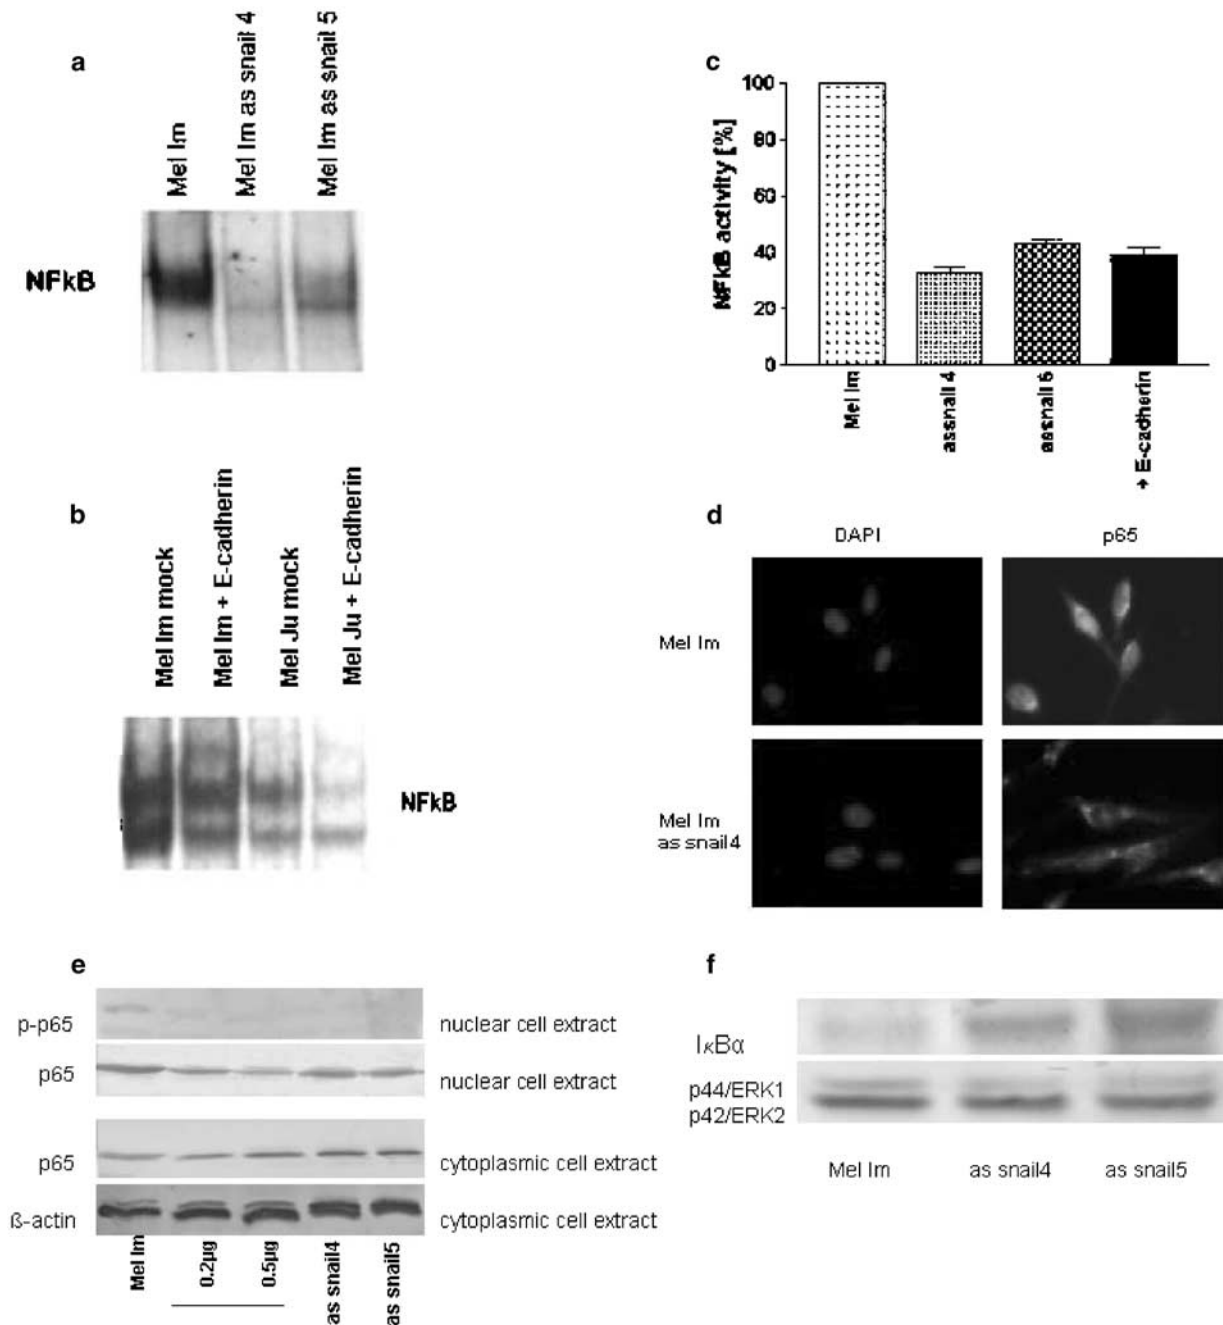 a
Mel Im
Mel Im as snail 4
Mel Im as snail 5
NFkB
b
Mel Im mock
Mel Im + E-cadherin
Mel Ju mock
Mel Ju + E-cadherin
NFkB
c
NFkB activity [%]
100
80
60
40
20
0
Mel Im
assnail 4
assnail 5
+ E-cadherin
d
DAPI
p65
Mel Im
Mel Im
as snail4
e
p-p65
nuclear cell extract
p65
nuclear cell extract
p65
cytoplasmic cell extract
ß-actin
cytoplasmic cell extract
Mel Im
0.2µg
0.5µg
as snail4
as snail5
f
IκBα
p44/ERK1
p42/ERK2
Mel Im
as snail4
as snail5